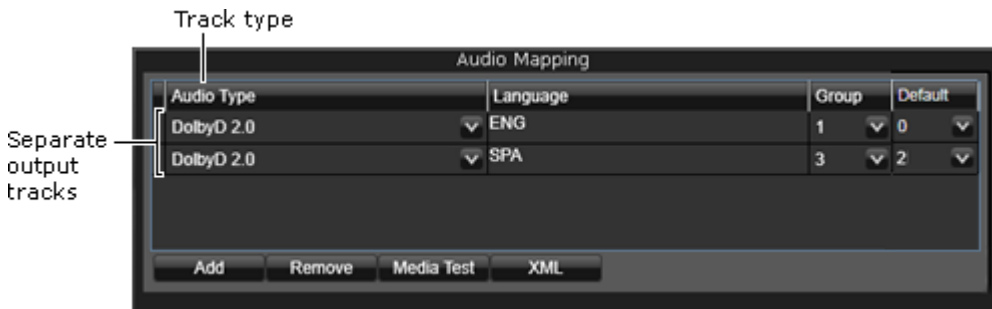 Track type
Audio Mapping
Audio Type Language Group Default
DolbyD 2.0 ENG 1 0
DolbyD 2.0 SPA 3 2
Separate
output
tracks
Add Remove Media Test XML